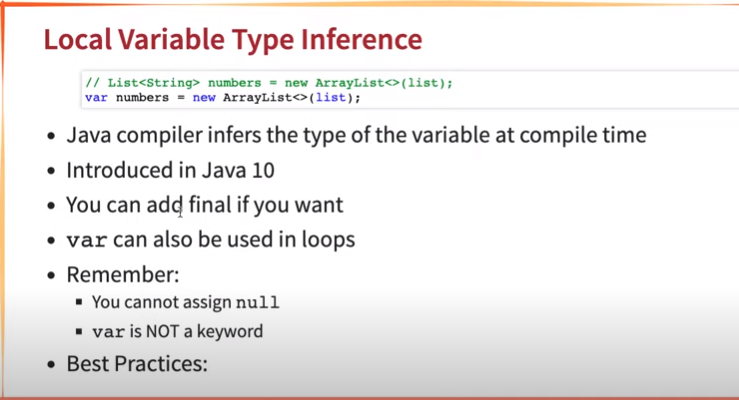 Local Variable Type Inference
// List<String> numbers = new ArrayList<>(list);
var numbers = new ArrayList<>(list);
• Java compiler infers the type of the variable at compile time
• Introduced in Java 10
• You can add final if you want
• var can also be used in loops
• Remember:
▪ You cannot assign null
▪ var is NOT a keyword
• Best Practices: